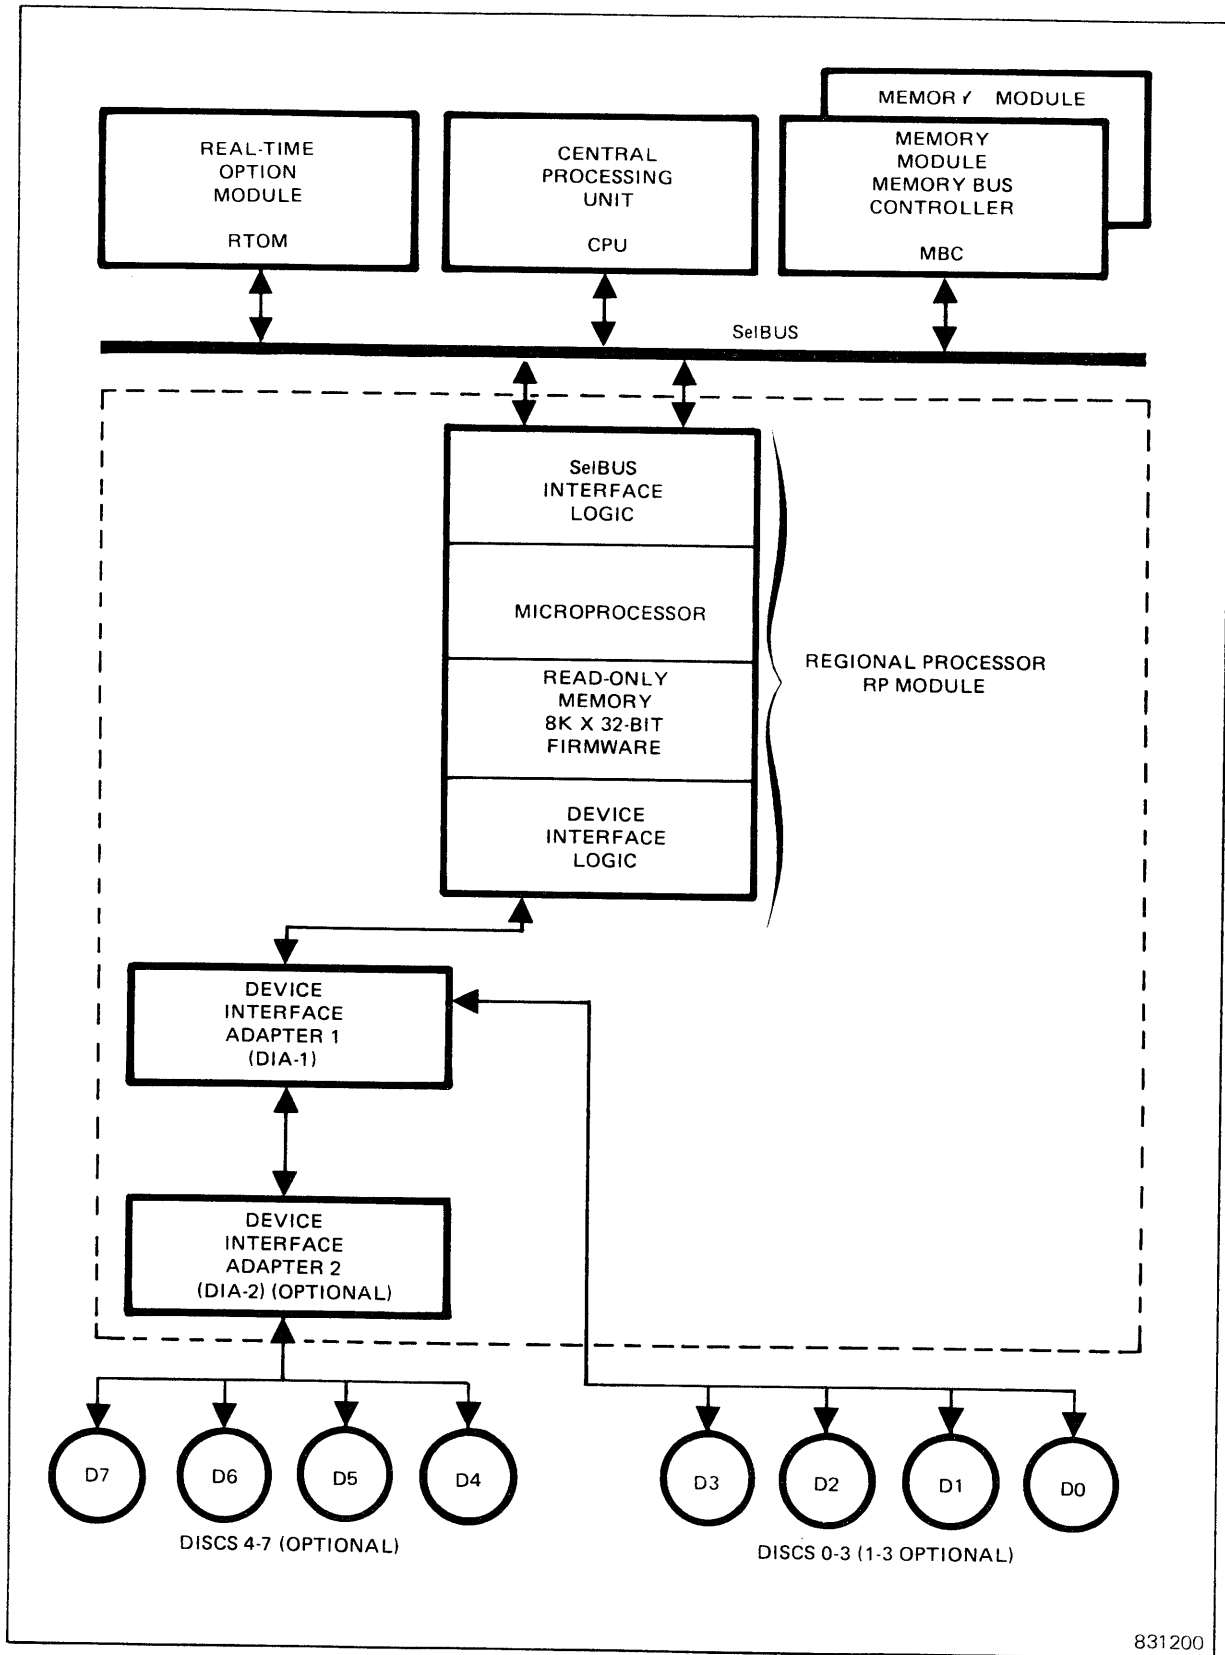 MEMORY MODULE
REAL-TIME
OPTION
MODULE
RTOM
CENTRAL
PROCESSING
UNIT
CPU
MEMORY
MODULE
MEMORY BUS
CONTROLLER
MBC
SelBUS
SelBUS
INTERFACE
LOGIC
MICROPROCESSOR
READ-ONLY
MEMORY
8K X 32-BIT
FIRMWARE
DEVICE
INTERFACE
LOGIC
REGIONAL PROCESSOR
RP MODULE
DEVICE
INTERFACE
ADAPTER 1
(DIA-1)
DEVICE
INTERFACE
ADAPTER 2
(DIA-2) (OPTIONAL)
D7
D6
D5
D4
D3
D2
D1
D0
DISCS 4-7 (OPTIONAL)
DISCS 0-3 (1-3 OPTIONAL)
831200